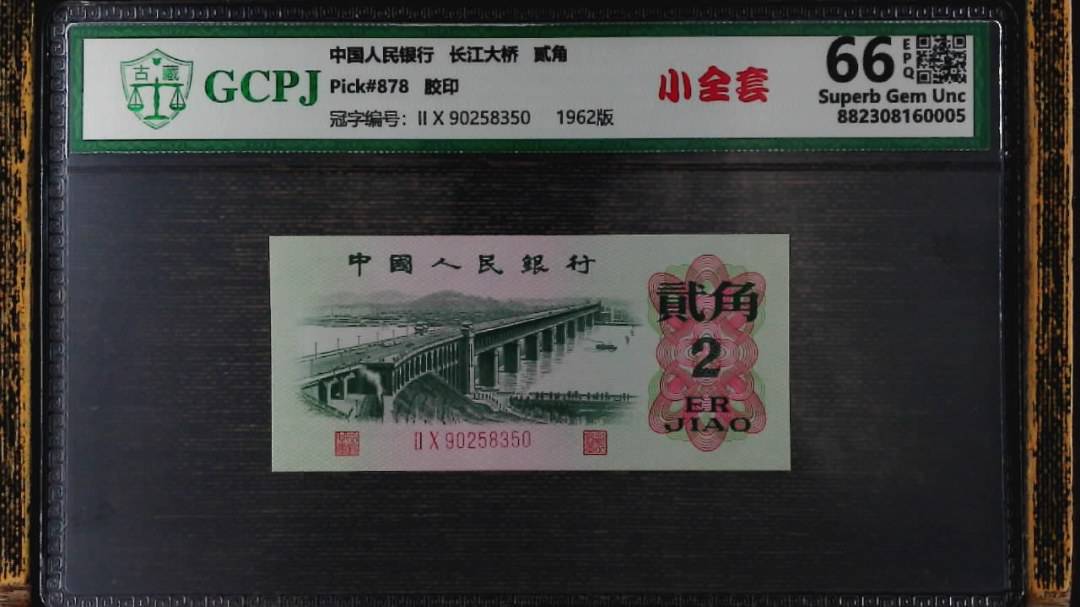 古藏
GCPJ
中国人民银行 长江大桥 贰角
Pick#878 胶印
冠字编号：II X 90258350 1962版
小全套
66 EPQ
Superb Gem Unc
882308160005
中國人民銀行
貳角
2
ER
JIAO
II X 90258350